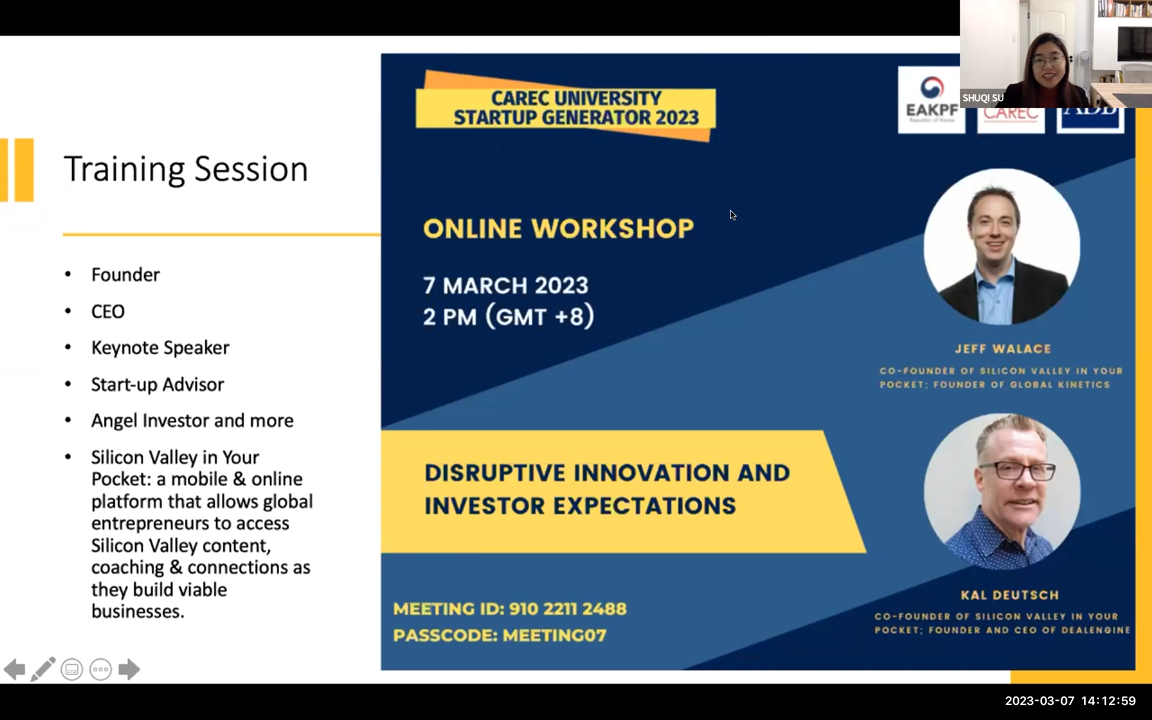 SHUQI SU
CAREC UNIVERSITY
STARTUP GENERATOR 2023
EAKPF
Republic of Korea
CAREC
ADB
Training Session
ONLINE WORKSHOP
7 MARCH 2023
2 PM (GMT +8)
• Founder
• CEO
• Keynote Speaker
• Start-up Advisor
• Angel Investor and more
• Silicon Valley in Your
Pocket: a mobile & online
platform that allows global
entrepreneurs to access
Silicon Valley content,
coaching & connections as
they build viable
businesses.
JEFF WALACE
CO-FOUNDER OF SILICON VALLEY IN YOUR
POCKET; FOUNDER OF GLOBAL KINETICS
DISRUPTIVE INNOVATION AND
INVESTOR EXPECTATIONS
KAL DEUTSCH
CO-FOUNDER OF SILICON VALLEY IN YOUR
POCKET; FOUNDER AND CEO OF DEALENGINE
MEETING ID: 910 2211 2488
PASSCODE: MEETING07
2023-03-07 14:12:59